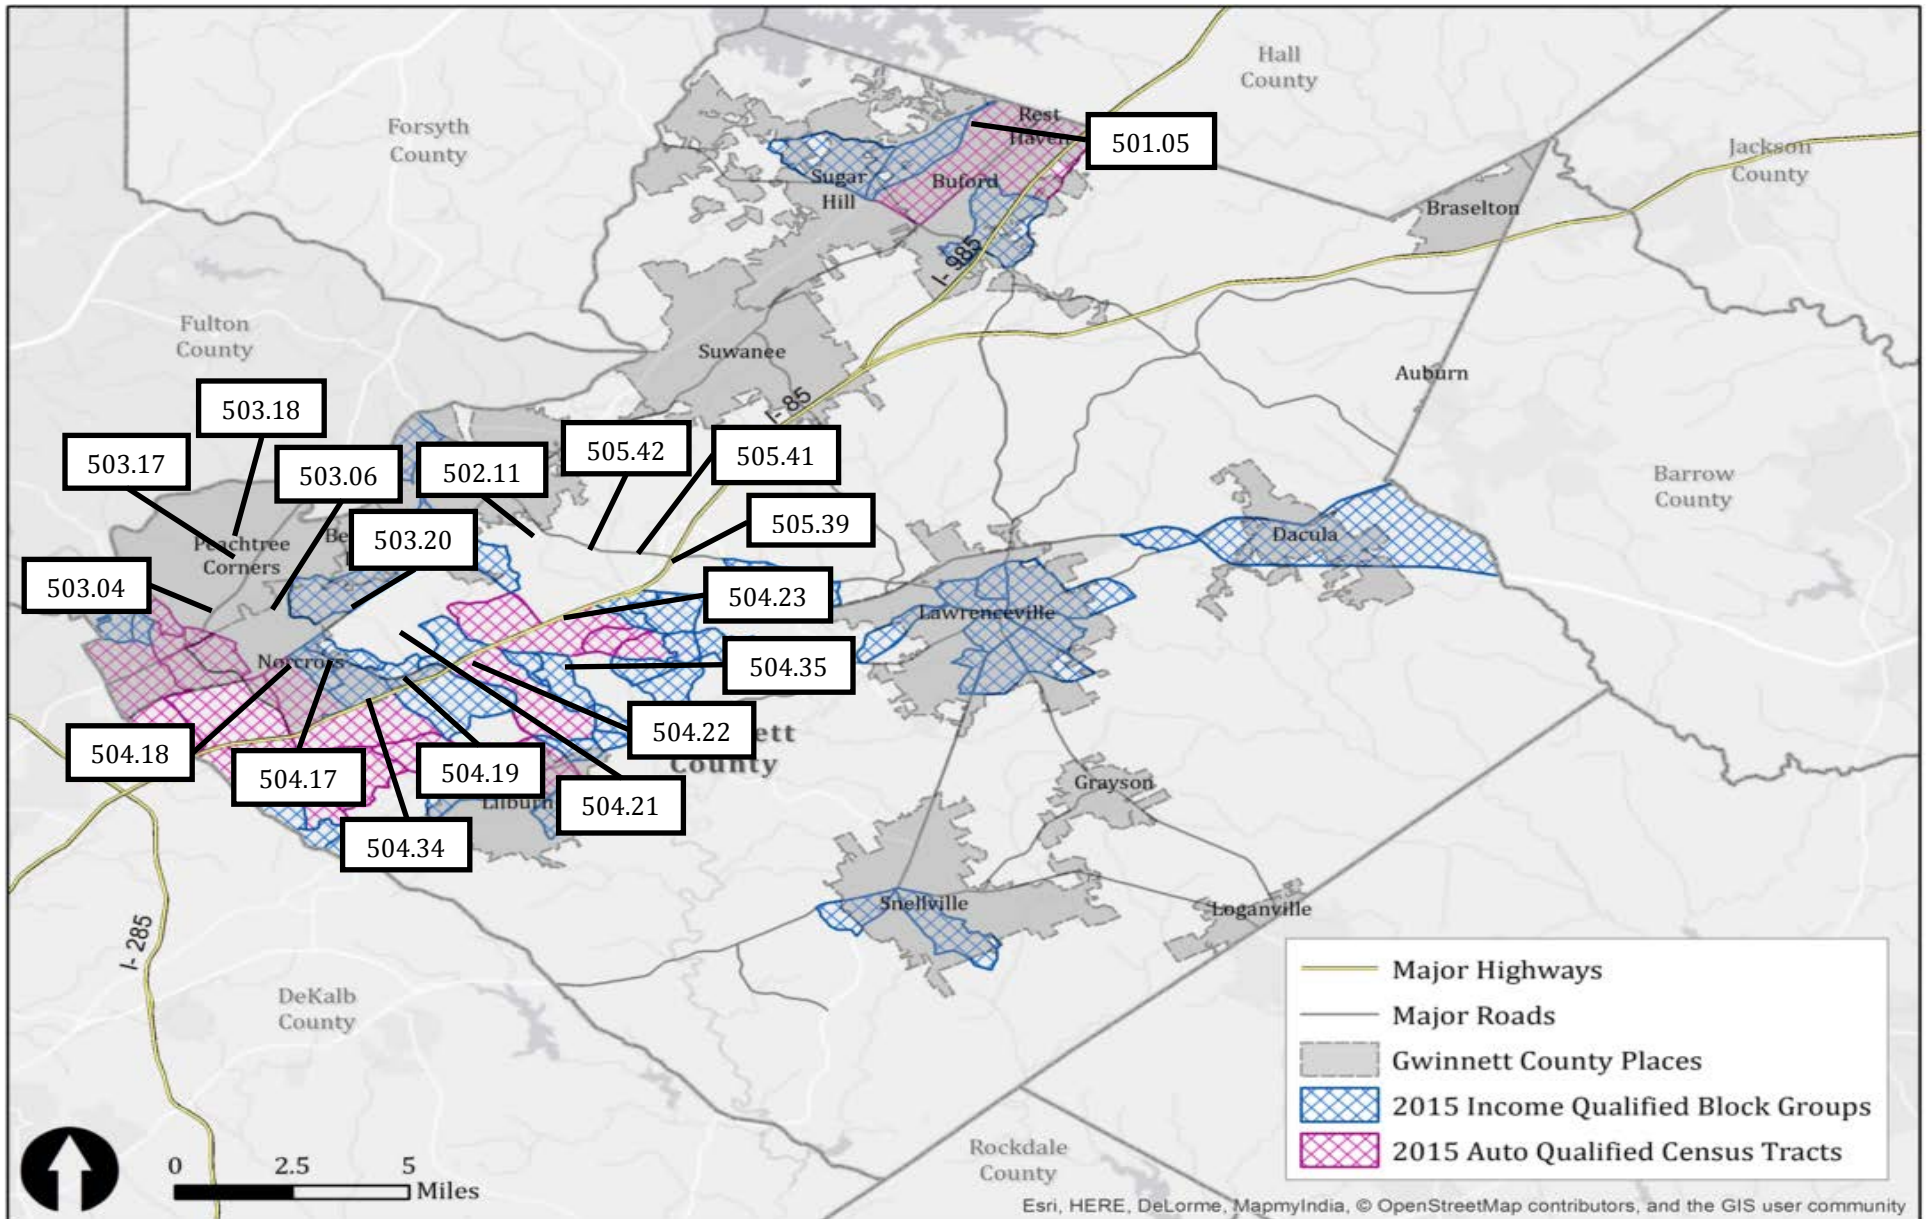 Hall
County
Forsyth
County
Rest
Haven
501.05
Jackson
County
Sugar
Hill
Buford
Braselton
I- 985
Fulton
County
Suwanee
Auburn
I- 85
503.18
503.17
503.06
502.11
505.42
505.41
Barrow
County
505.39
Peachtree
Corners
Be
503.20
Dacula
503.04
504.23
Lawrenceville
Norcross
504.35
504.22
ett
County
504.18
504.17
504.19
504.21
Lilburn
504.34
Grayson
Snellville
Loganville
I- 285
DeKalb
County
Rockdale
County
Major Highways
Major Roads
Gwinnett County Places
2015 Income Qualified Block Groups
2015 Auto Qualified Census Tracts
0 2.5 5
Miles
Esri, HERE, DeLorme, MapmyIndia, © OpenStreetMap contributors, and the GIS user community